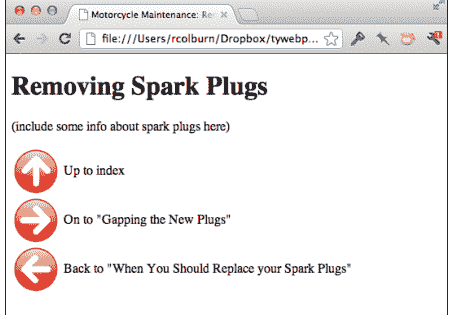 Motorcycle Maintenance: Re
file:///Users/rcolburn/Dropbox/tywebp...
Removing Spark Plugs
(include some info about spark plugs here)
Up to index
On to "Gapping the New Plugs"
Back to "When You Should Replace your Spark Plugs"